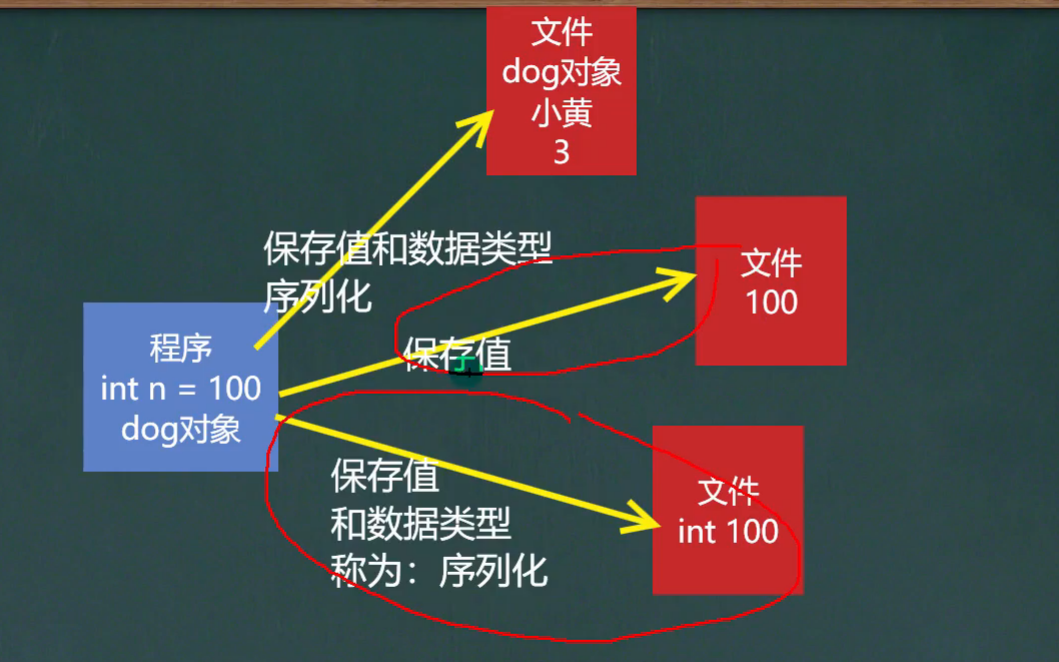 文件
dog对象
小黄
3
保存值和数据类型
序列化
文件
100
程序
int n = 100
dog对象
保存值
保存值
和数据类型
称为：序列化
文件
int 100